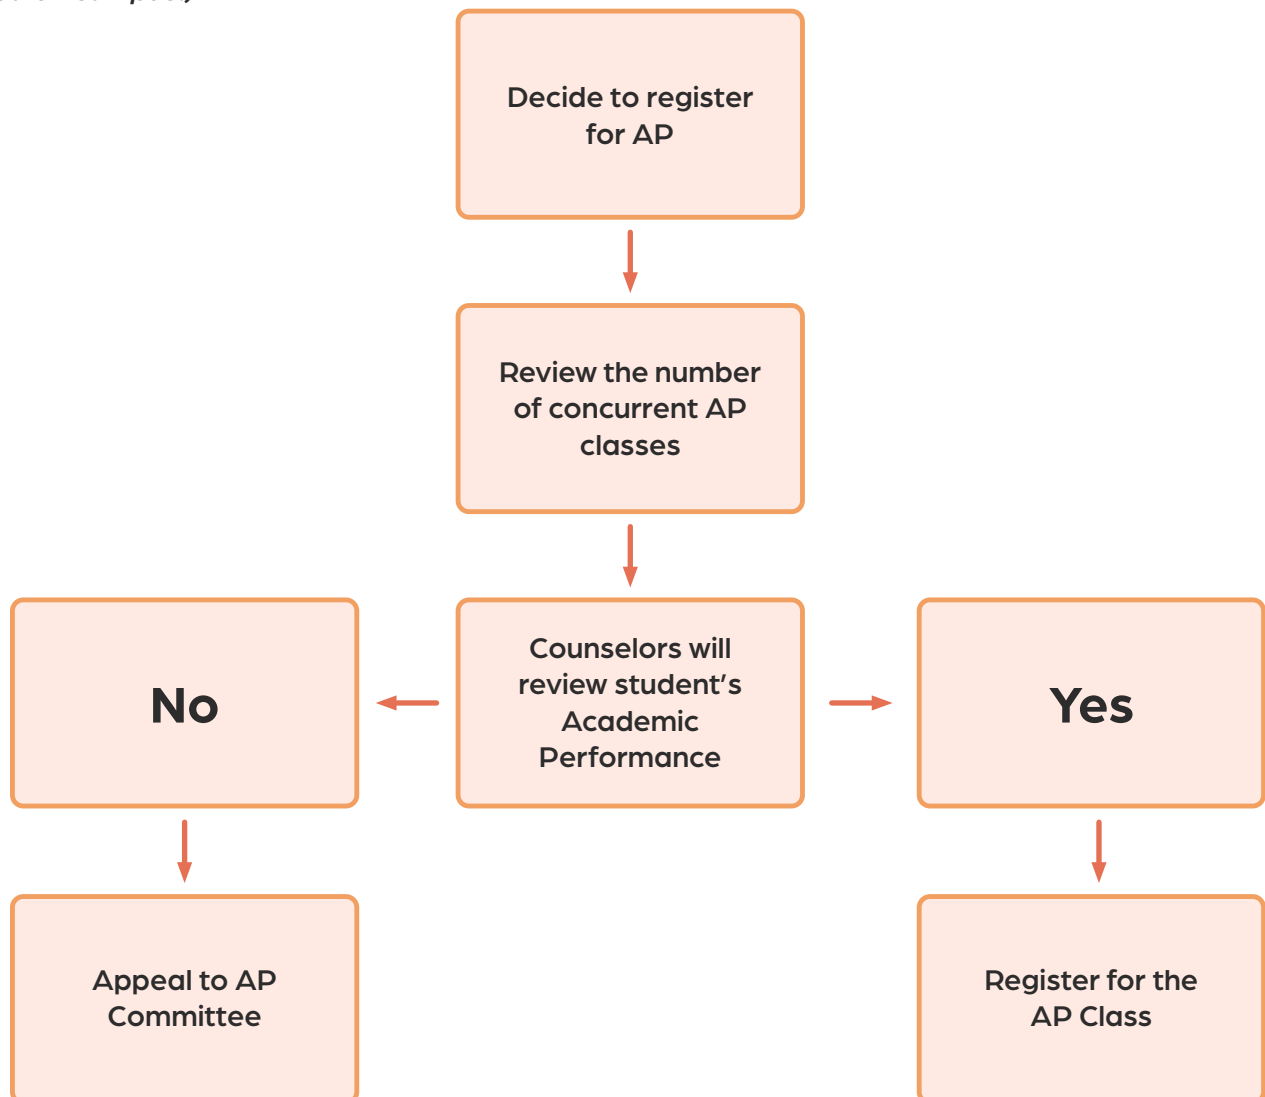 Decide to register
for AP
Review the number
of concurrent AP
classes
No
Counselors will
review student's
Academic
Performance
Yes
Appeal to AP
Committee
Register for the
AP Class